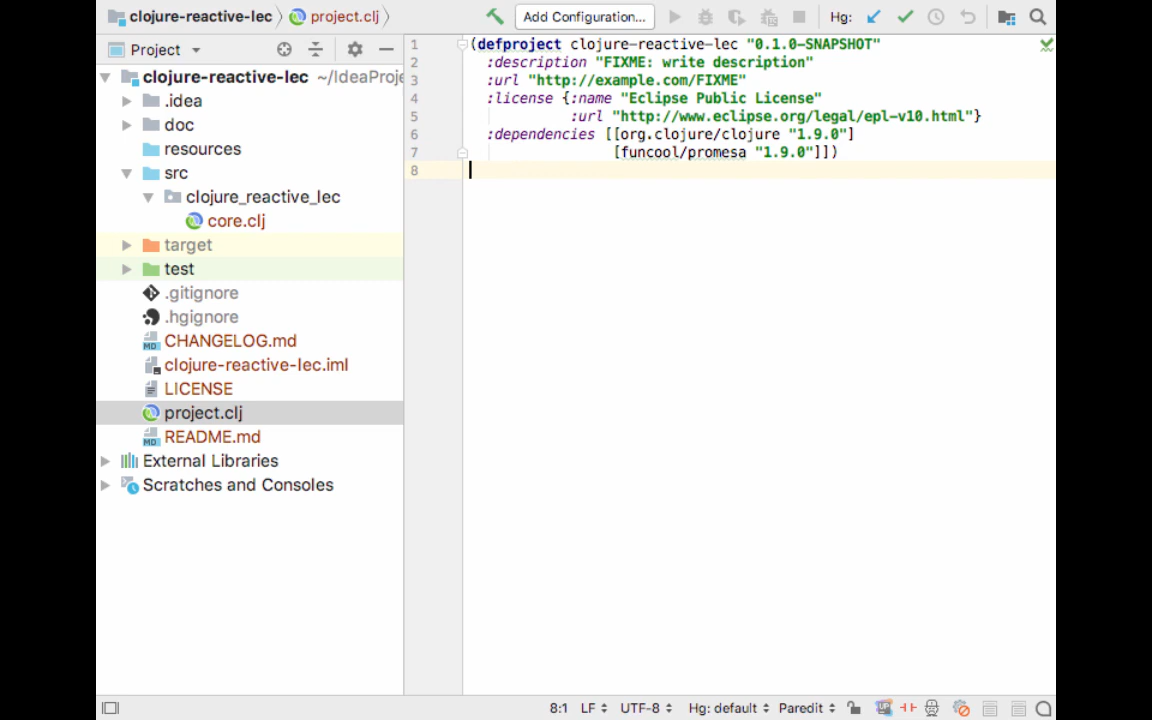 clojure-reactive-lec project.clj Add Configuration... Hg:
Project
clojure-reactive-lec ~/IdeaProje
.idea
doc
resources
src
clojure_reactive_lec
core.clj
target
test
.gitignore
.hgignore
CHANGELOG.md
clojure-reactive-lec.iml
LICENSE
project.clj
README.md
External Libraries
Scratches and Consoles
1 (defproject clojure-reactive-lec "0.1.0-SNAPSHOT"
2 :description "FIXME: write description"
3 :url "http://example.com/FIXME"
4 :license {:name "Eclipse Public License"
5 :url "http://www.eclipse.org/legal/epl-v10.html"}
6 :dependencies [[org.clojure/clojure "1.9.0"]
7 [funcool/promesa "1.9.0"]])
8
8:1 LF UTF-8 Hg: default Paredit